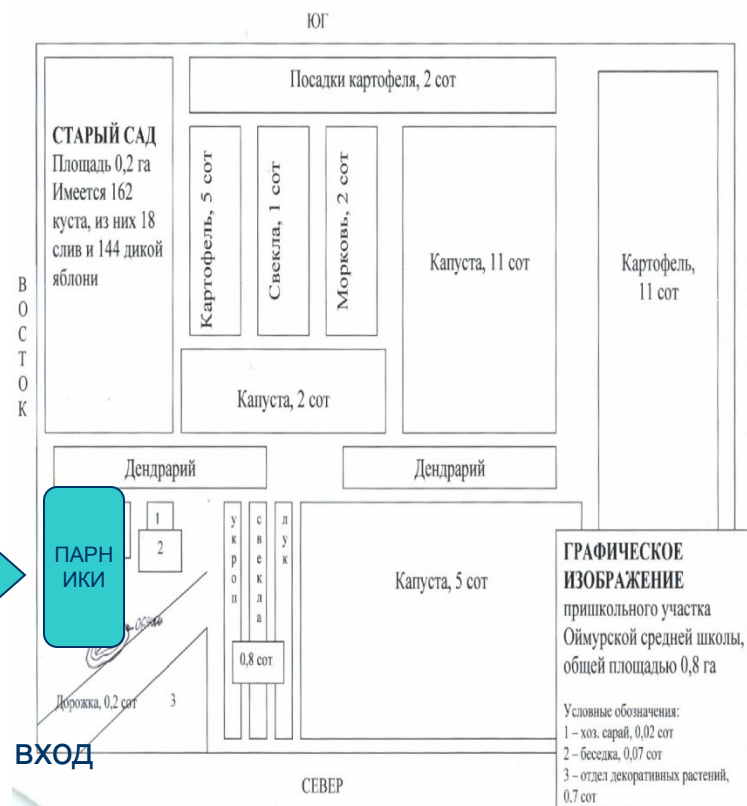 ЮГ
Посадки картофеля, 2 сот
СТАРЫЙ САД
Площадь 0,2 га
Имеется 162
куста, из них 18
слив и 144 дикой
яблони
Картофель, 5 сот
Свекла, 1 сот
Морковь, 2 сот
Капуста, 11 сот
Картофель,
11 сот
ВОСТОК
Капуста, 2 сот
Дендрарий
Дендрарий
ПАРН
ИКИ
1
2
укроп
свекла
лук
0,8 сот
Капуста, 5 сот
ГРАФИЧЕСКОЕ
ИЗОБРАЖЕНИЕ
пришкольного участка
Оймурской средней школы,
общей площадью 0,8 га
Условные обозначения:
1 – хоз. сарай, 0,02 сот
2 – беседка, 0,07 сот
3 – отдел декоративных растений,
0.7 сот
Дорожка, 0,2 сот
3
ВХОД
СЕВЕР